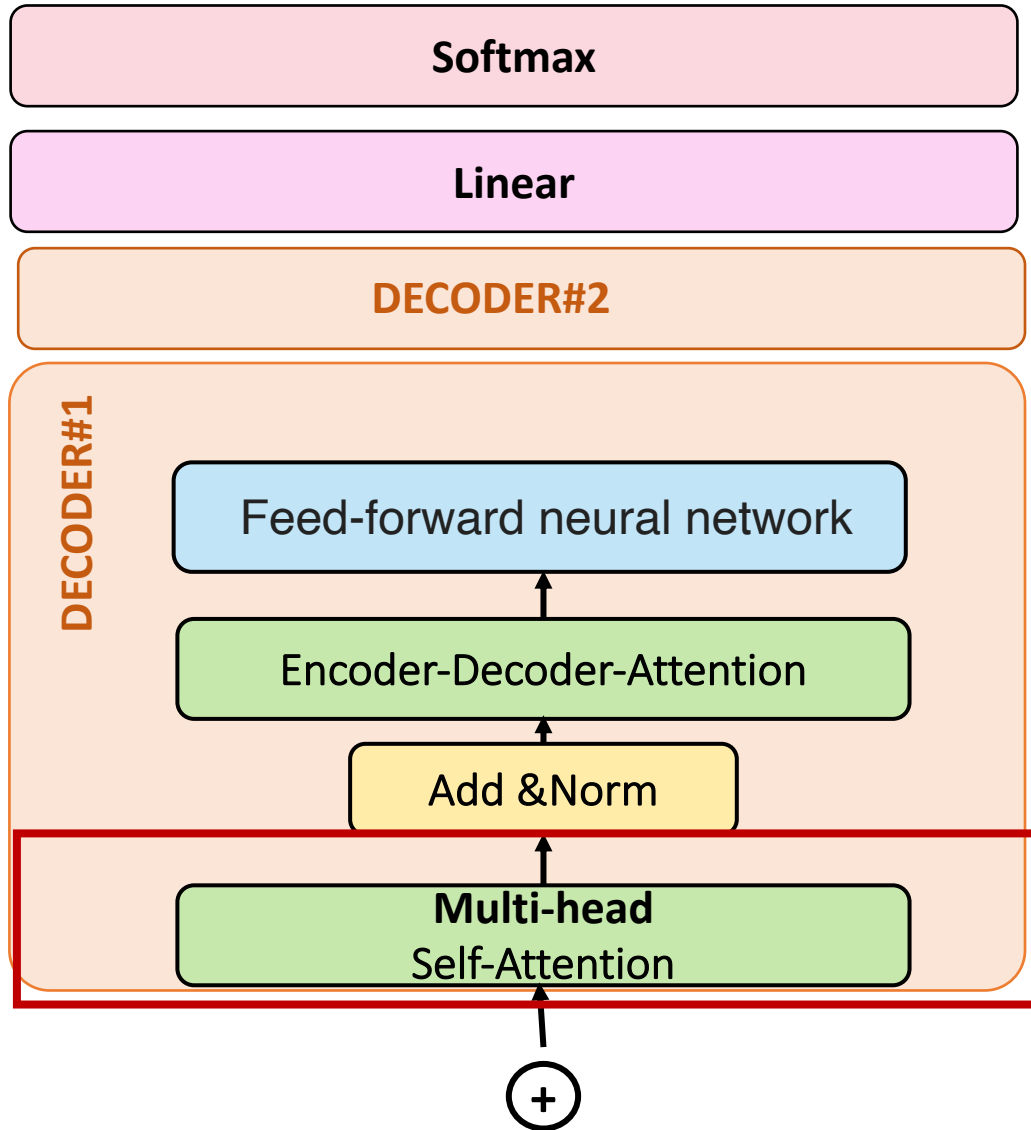 Softmax
Linear
DECODER#2
DECODER#1
Feed-forward neural network
Encoder-Decoder-Attention
Add &Norm
Multi-head
Self-Attention
+